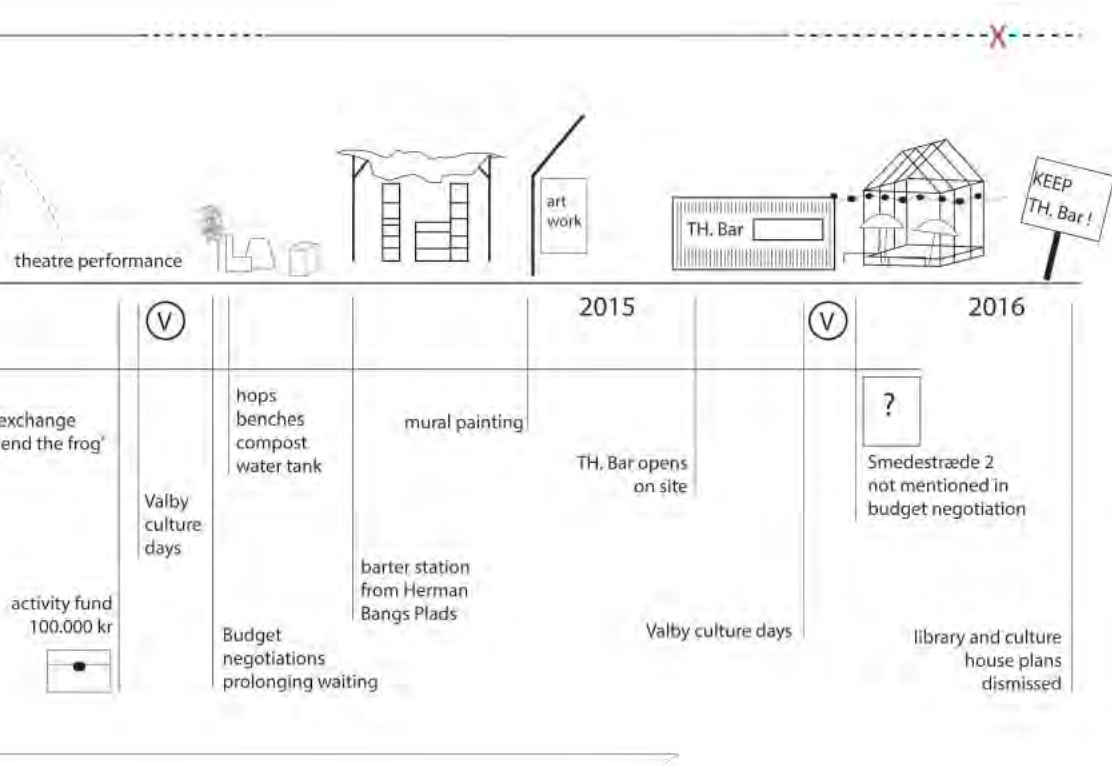 theatre performance
art
work
TH. Bar
KEEP
TH. Bar !
V
2015
V
2016
exchange
end the frog’
hops
benches
compost
water tank
mural painting
?
TH. Bar opens
on site
Smedestræde 2
not mentioned in
budget negotiation
Valby
culture
days
barter station
from Herman
Bangs Plads
activity fund
100.000 kr
Budget
negotiations
prolonging waiting
Valby culture days
library and culture
house plans
dismissed